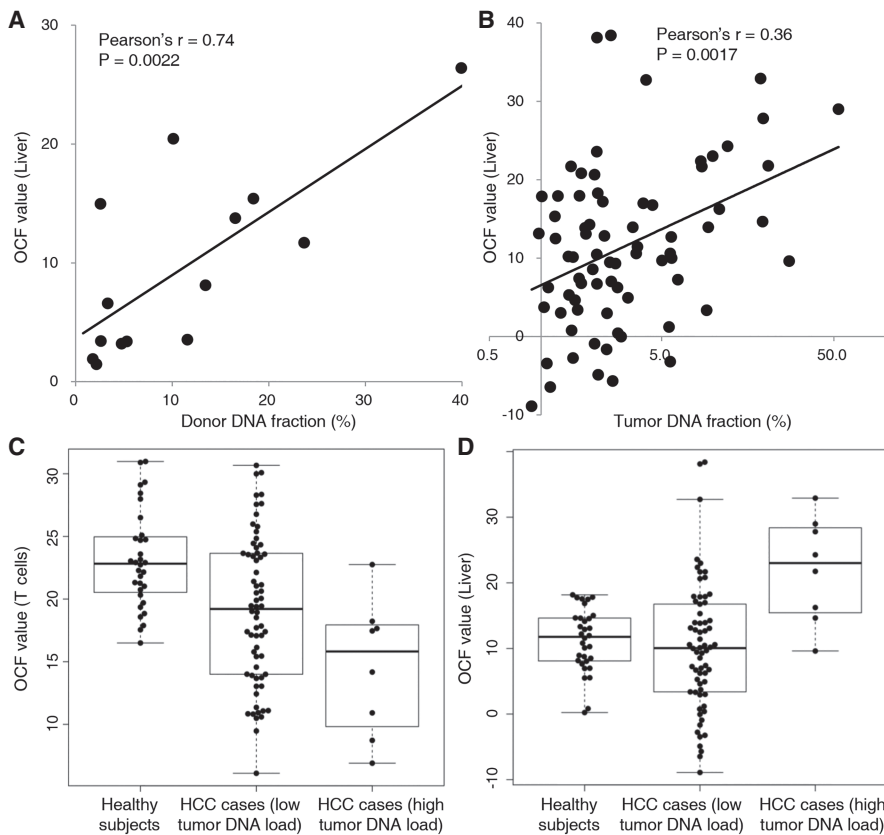 A
Pearson's r = 0.74
P = 0.0022
OCF value (Liver)
30
20
10
0
0
10
20
30
40
Donor DNA fraction (%)
B
Pearson's r = 0.36
P = 0.0017
OCF value (Liver)
40
30
20
10
0
-10
0.5
5.0
50.0
Tumor DNA fraction (%)
C
OCF value (T cells)
30
25
20
15
10
Healthy
subjects
HCC cases (low
tumor DNA load)
HCC cases (high
tumor DNA load)
D
OCF value (Liver)
30
20
10
0
-10
Healthy
subjects
HCC cases (low
tumor DNA load)
HCC cases (high
tumor DNA load)